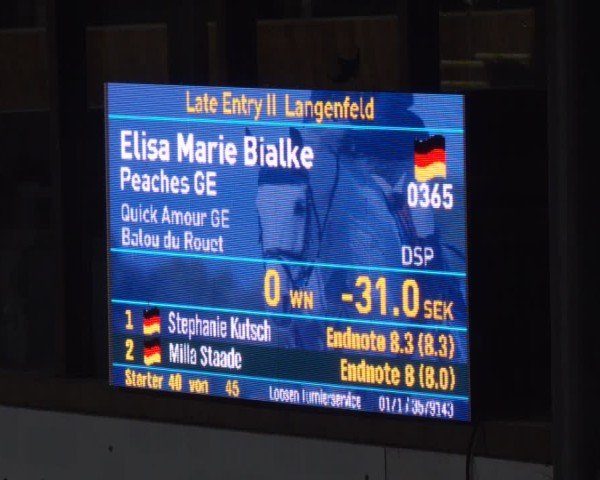 Late Entry II Langenfeld
Elisa Marie Bialke
Peaches GE
0365
Quick Amour GE
Balou du Rouet
DSP
0 WN -31.0 SEK
1 Stephanie Kutsch Endnote 8.3 (8.3)
2 Milla Staade Endnote 8 (8.0)
Starter 40 von 45 Loosen Turnierservice